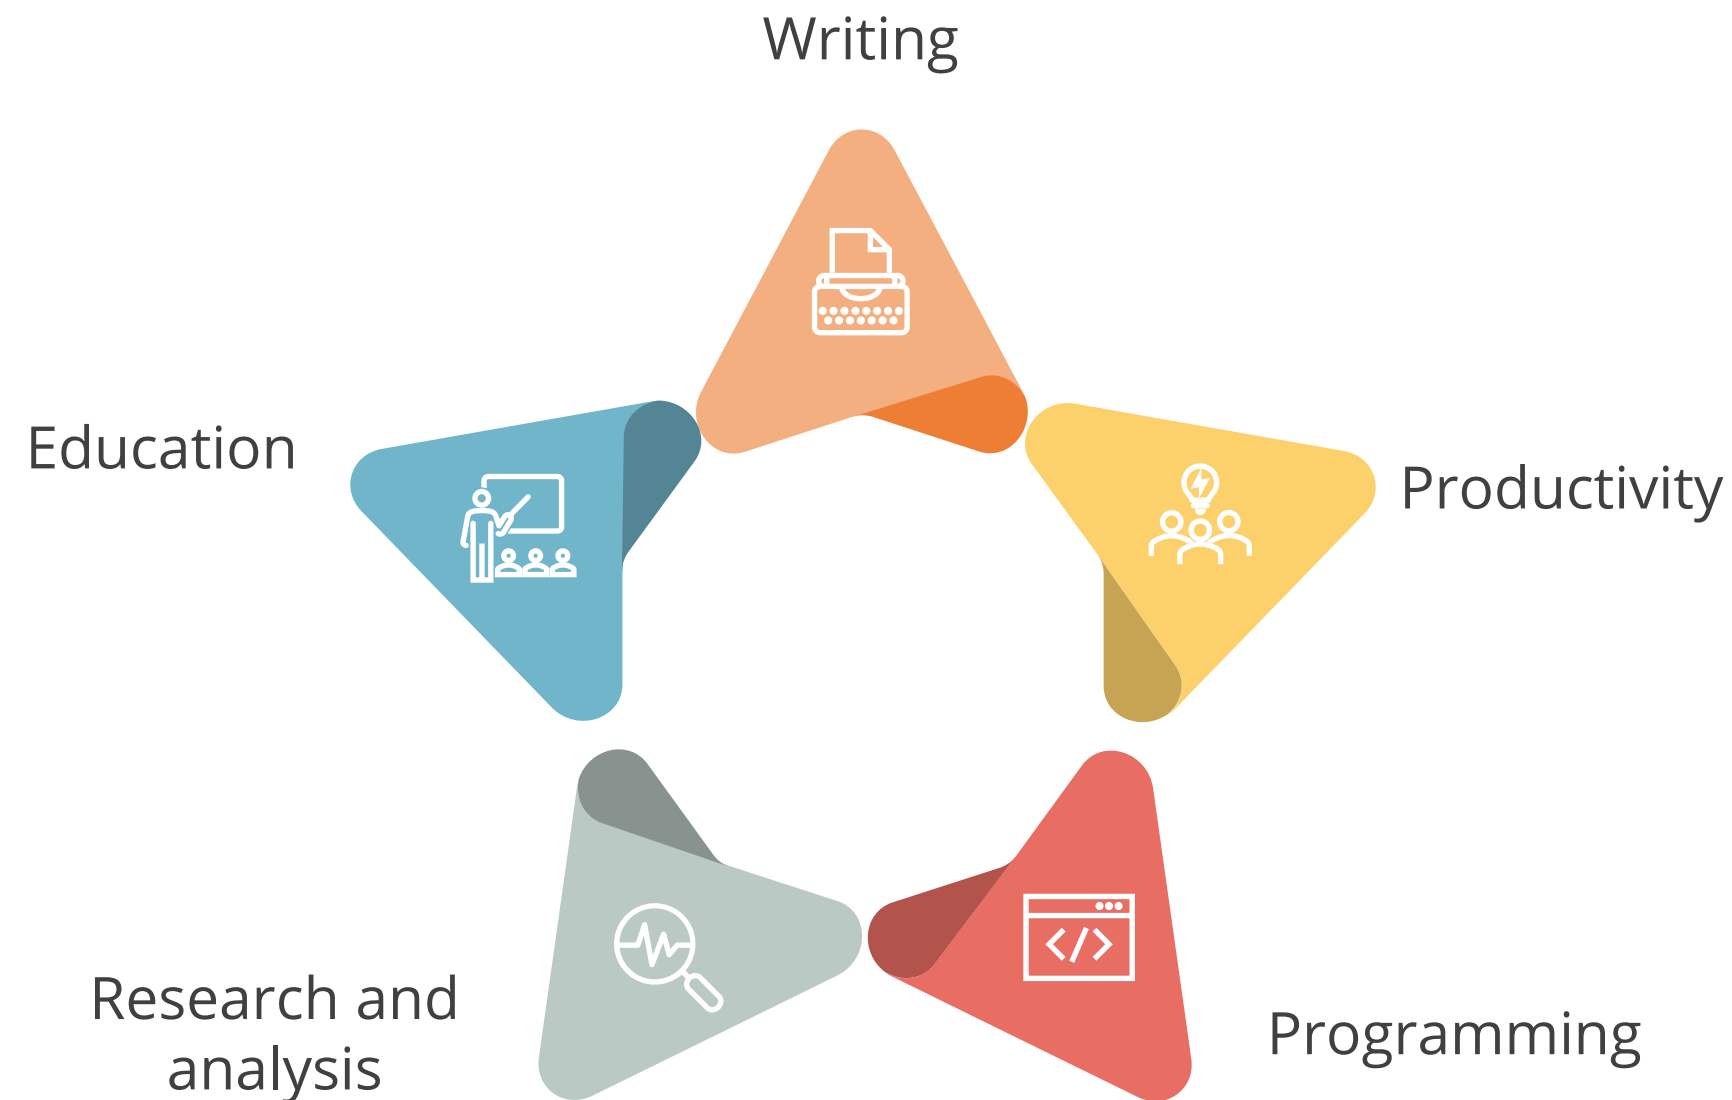 Writing
Education
Productivity
Research and
analysis
Programming